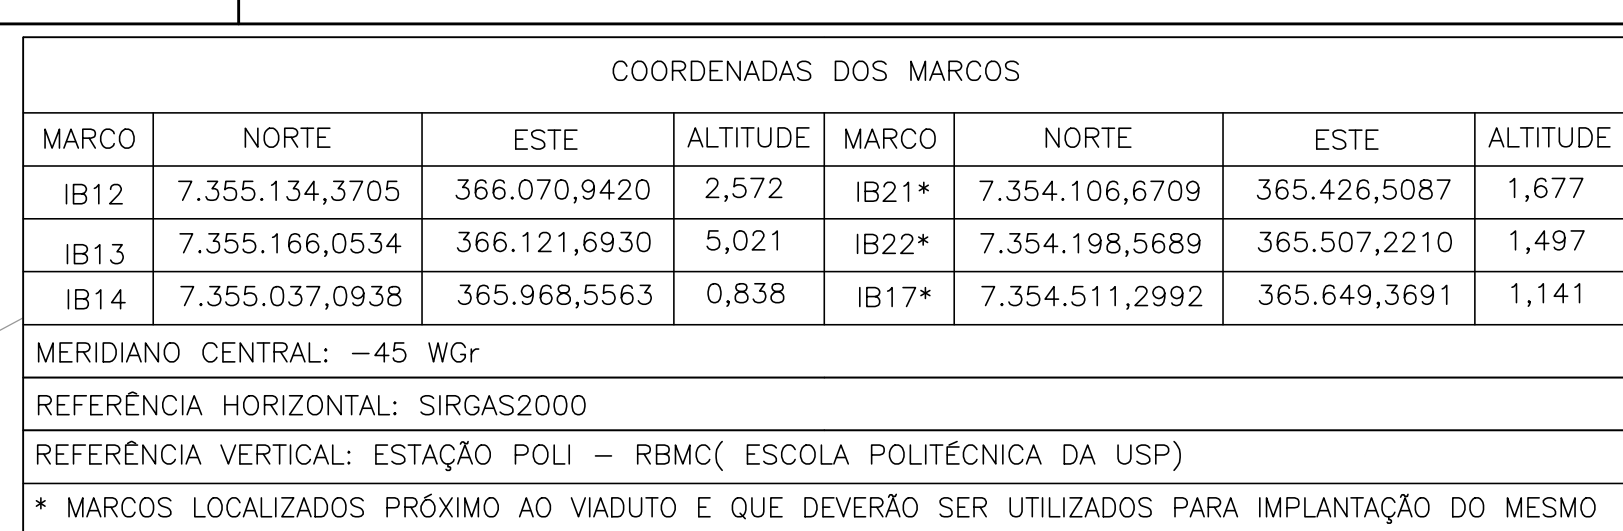 COORDENADAS DOS MARCOS
MARCO NORTE ESTE ALTITUDE MARCO NORTE ESTE ALTITUDE
IB12 7.355.134,3705 366.070,9420 2,572 IB21* 7.354.106,6709 365.426,5087 1,677
IB13 7.355.166,0534 366.121,6930 5,021 IB22* 7.354.198,5689 365.507,2210 1,497
IB14 7.355.037,0938 365.968,5563 0,838 IB17* 7.354.511,2992 365.649,3691 1,141
MERIDIANO CENTRAL: −45 WGr
REFERÊNCIA HORIZONTAL: SIRGAS2000
REFERÊNCIA VERTICAL: ESTAÇÃO POLI − RBMC( ESCOLA POLITÉCNICA DA USP)
* MARCOS LOCALIZADOS PRÓXIMO AO VIADUTO E QUE DEVERÃO SER UTILIZADOS PARA IMPLANTAÇÃO DO MESMO